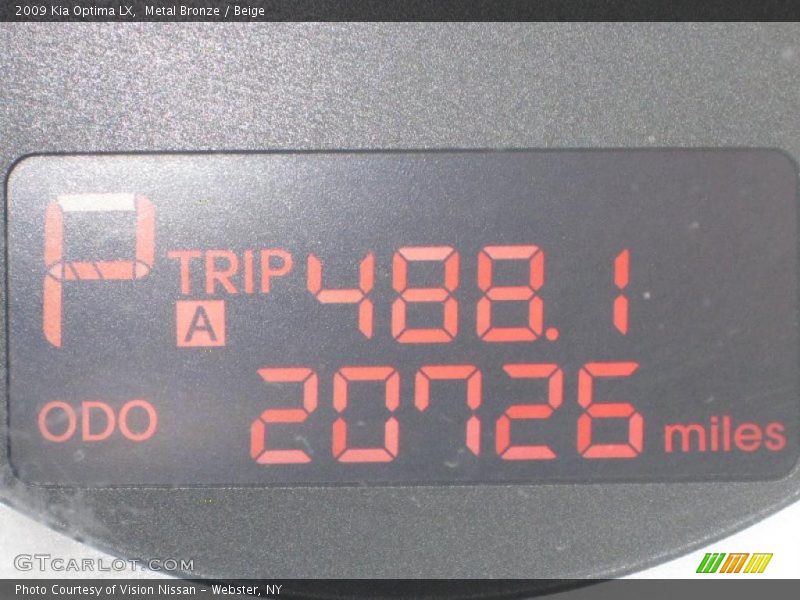 2009 Kia Optima LX, Metal Bronze / Beige
P TRIP 488.1
A
ODO 20726 miles
GTCARLOT.COM
Photo Courtesy of Vision Nissan - Webster, NY